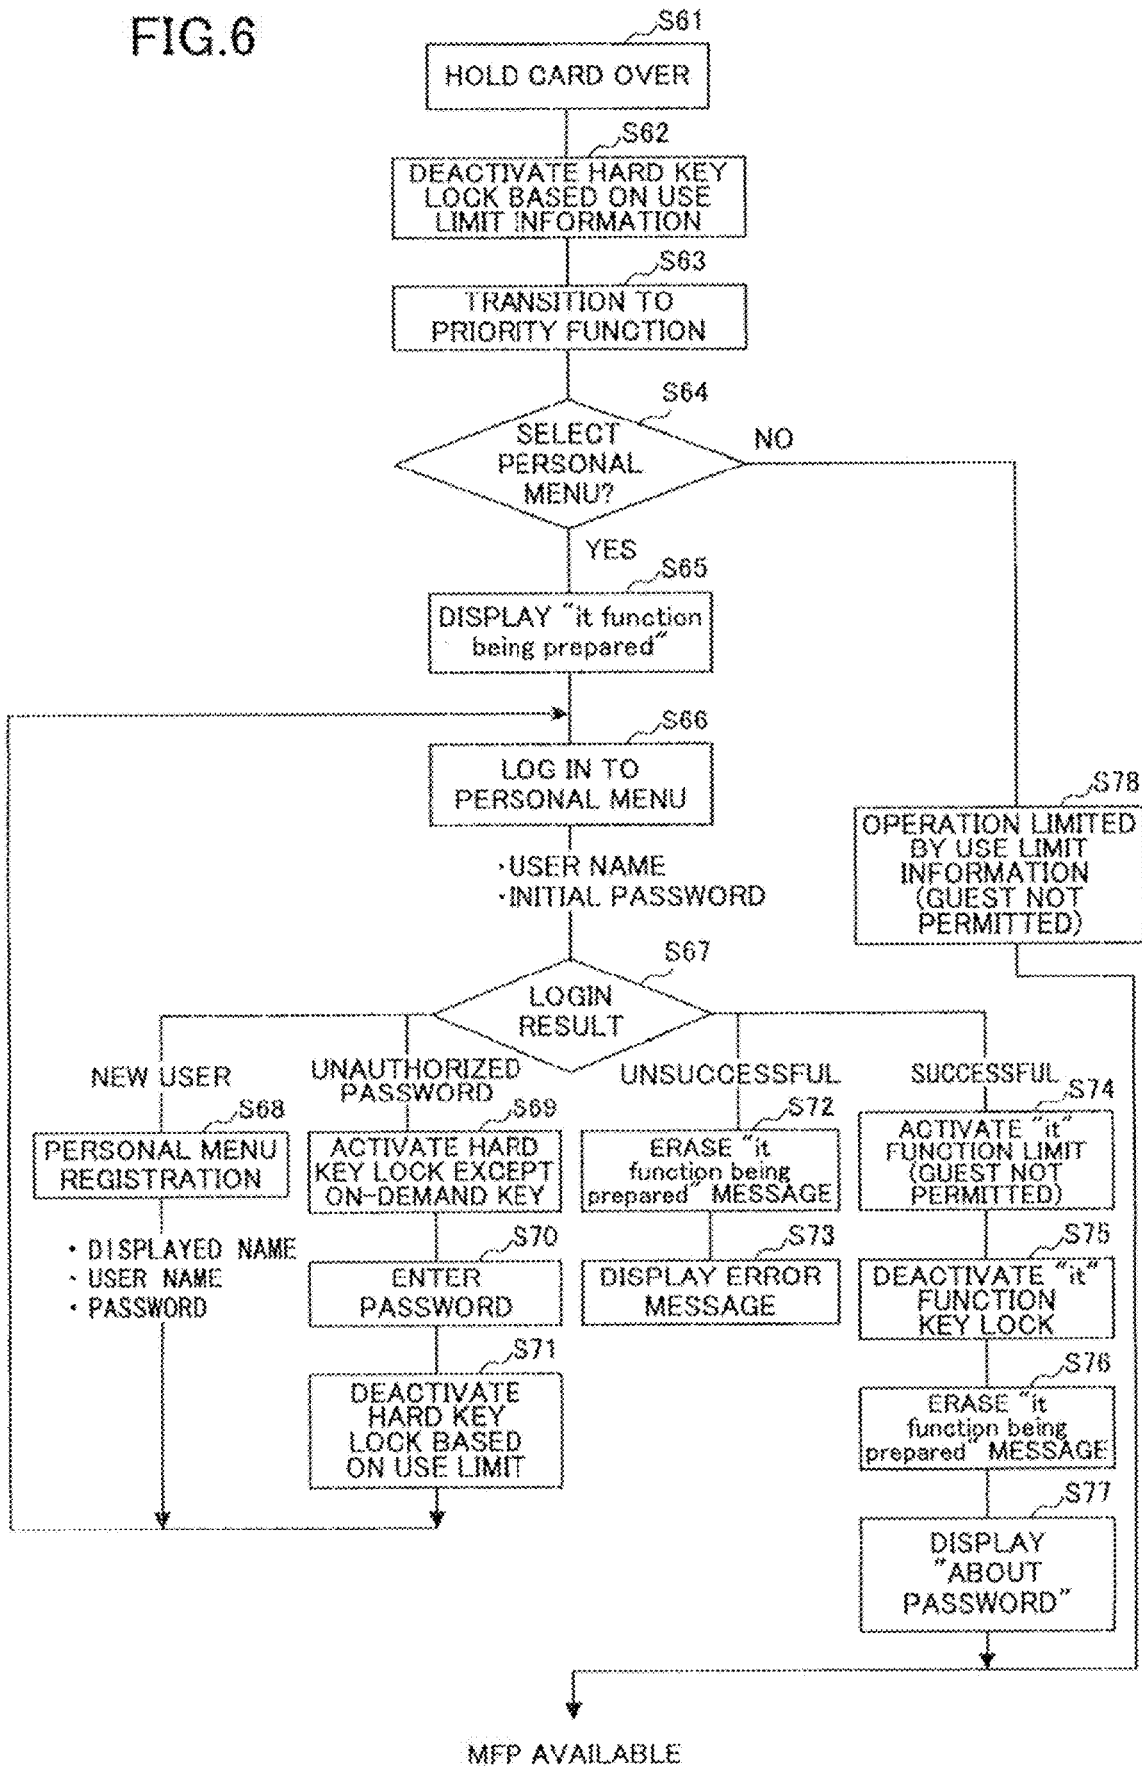 FIG.6
S61
HOLD CARD OVER
S62
DEACTIVATE HARD KEY
LOCK BASED ON USE
LIMIT INFORMATION
S63
TRANSITION TO
PRIORITY FUNCTION
S64
SELECT
PERSONAL
MENU?
NO
YES
S65
DISPLAY "it function
being prepared"
S66
LOG IN TO
PERSONAL MENU
・USER NAME
・INITIAL PASSWORD
S78
OPERATION LIMITED
BY USE LIMIT
INFORMATION
(GUEST NOT
PERMITTED)
S67
LOGIN
RESULT
NEW USER
S68
PERSONAL MENU
REGISTRATION
・DISPLAYED NAME
・USER NAME
・PASSWORD
UNAUTHORIZED
PASSWORD
S69
ACTIVATE HARD
KEY LOCK EXCEPT
ON-DEMAND KEY
S70
ENTER
PASSWORD
S71
DEACTIVATE
HARD KEY
LOCK BASED
ON USE LIMIT
UNSUCCESSFUL
S72
ERASE "it
function being
prepared" MESSAGE
S73
DISPLAY ERROR
MESSAGE
SUCCESSFUL
S74
ACTIVATE "it"
FUNCTION LIMIT
(GUEST NOT
PERMITTED)
S75
DEACTIVATE "it"
FUNCTION
KEY LOCK
S76
ERASE "it
function being
prepared" MESSAGE
S77
DISPLAY
"ABOUT
PASSWORD"
MFP AVAILABLE